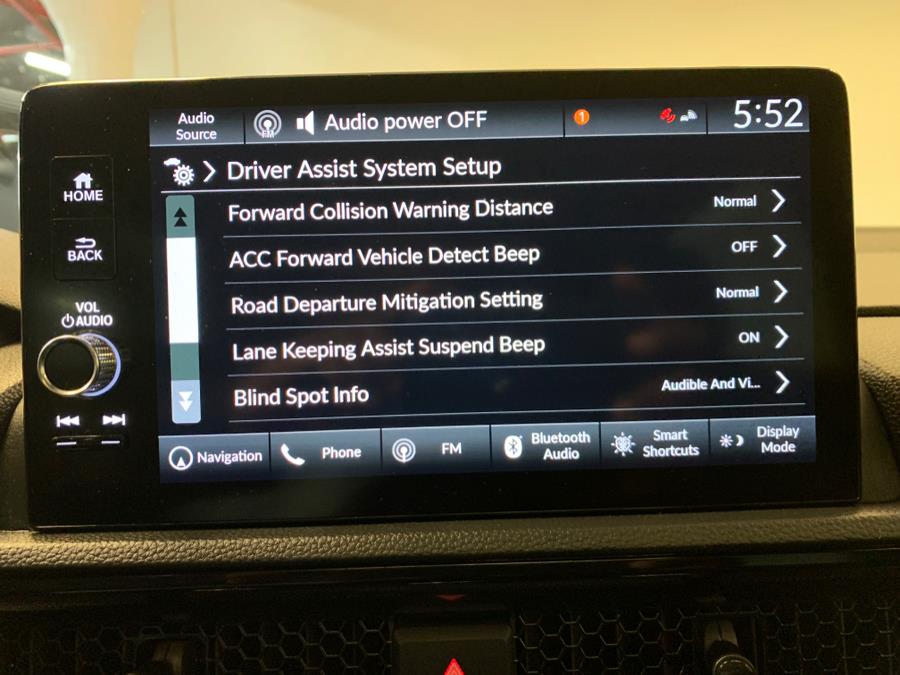 Audio
Source
FM
Audio power OFF
1
5:52
HOME
BACK
VOL
AUDIO
Driver Assist System Setup
Forward Collision Warning Distance Normal
ACC Forward Vehicle Detect Beep OFF
Road Departure Mitigation Setting Normal
Lane Keeping Assist Suspend Beep ON
Blind Spot Info Audible And Vi...
Navigation
Phone
FM
Bluetooth
Audio
Smart
Shortcuts
Display
Mode